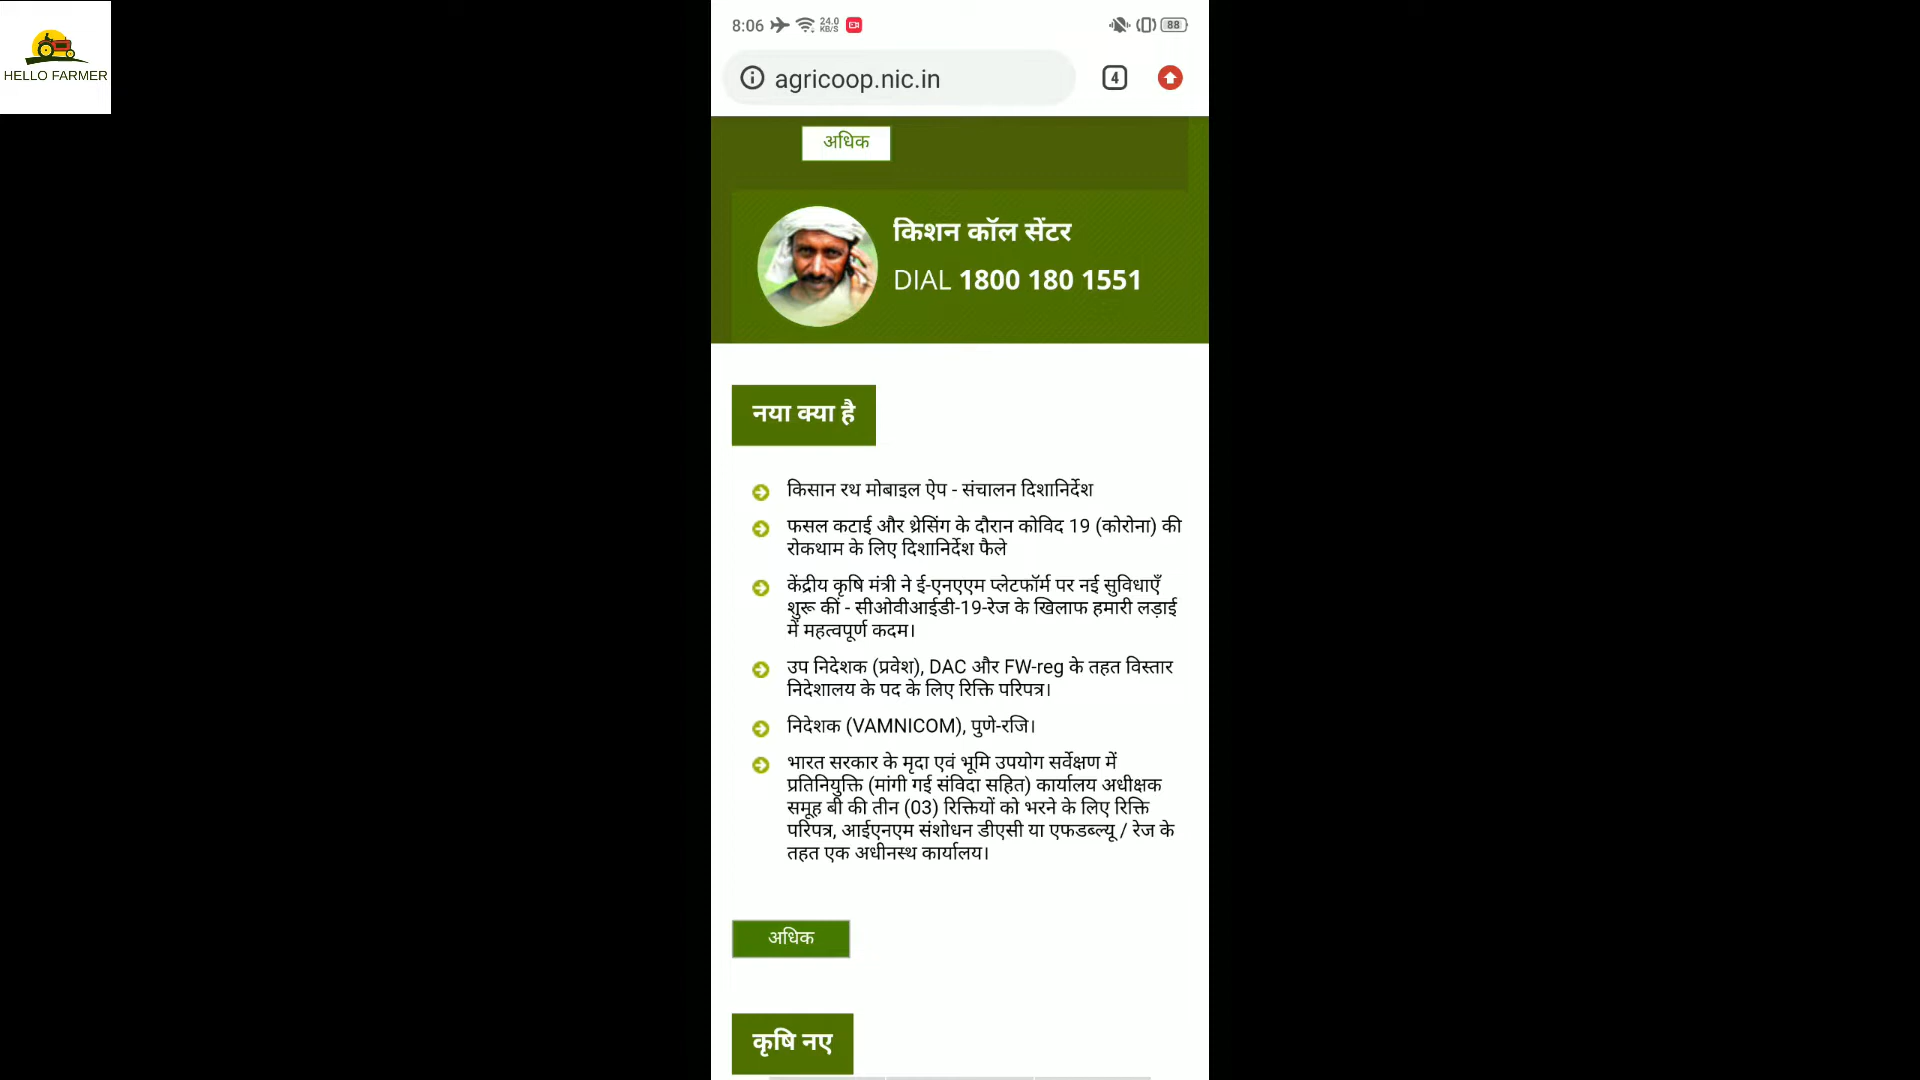 HELLO FARMER
8:06 24.0 KB/S 88
agricoop.nic.in 4
अधिक
किशन कॉल सेंटर
DIAL 1800 180 1551
नया क्या है
किसान रथ मोबाइल ऐप - संचालन दिशानिर्देश
फसल कटाई और थ्रेसिंग के दौरान कोविद 19 (कोरोना) की
रोकथाम के लिए दिशानिर्देश फैले
केंद्रीय कृषि मंत्री ने ई-एनएएम प्लेटफॉर्म पर नई सुविधाएँ
शुरू कीं - सीओवीआईडी-19-रेज के खिलाफ हमारी लड़ाई
में महत्वपूर्ण कदम।
उप निदेशक (प्रवेश), DAC और FW-reg के तहत विस्तार
निदेशालय के पद के लिए रिक्ति परिपत्र।
निदेशक (VAMNICOM), पुणे-रजि।
भारत सरकार के मृदा एवं भूमि उपयोग सर्वेक्षण में
प्रतिनियुक्ति (मांगी गई संविदा सहित) कार्यालय अधीक्षक
समूह बी की तीन (03) रिक्तियों को भरने के लिए रिक्ति
परिपत्र, आईएनएम संशोधन डीएसी या एफडब्ल्यू / रेज के
तहत एक अधीनस्थ कार्यालय।
अधिक
कृषि नए